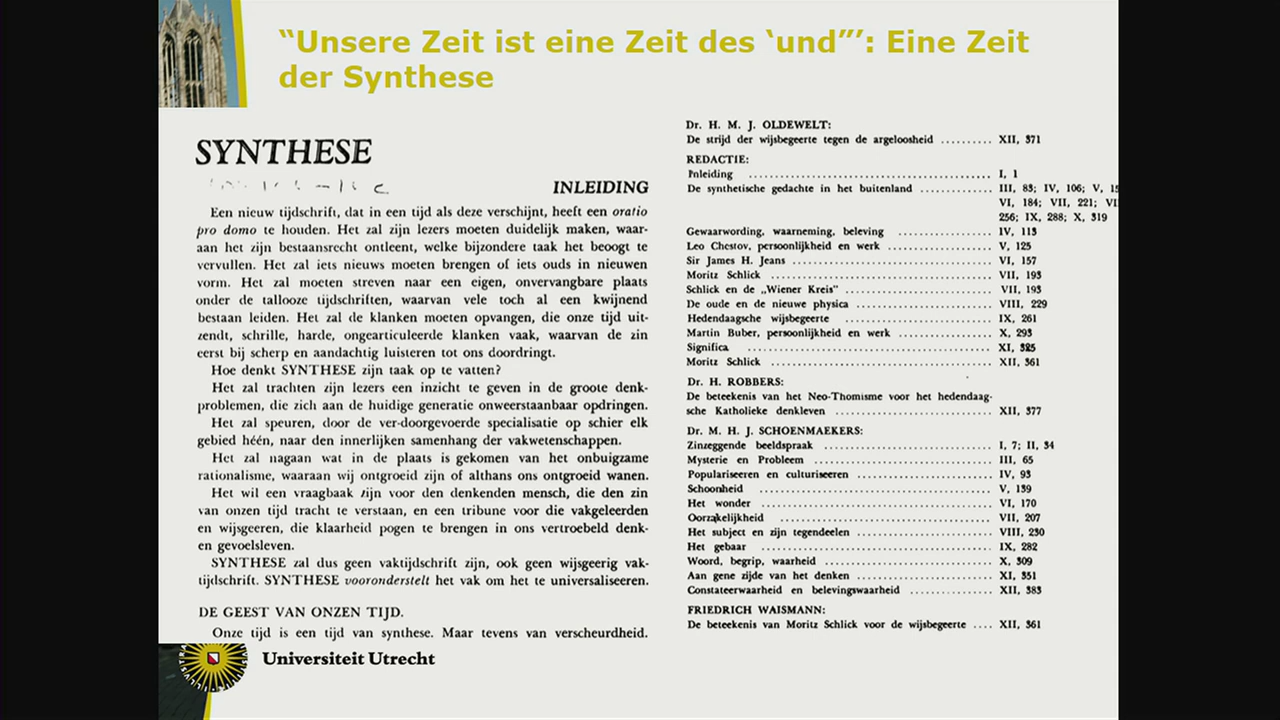 “Unsere Zeit ist eine Zeit des ‘und”’: Eine Zeit
der Synthese
SYNTHESE
INLEIDING
Een nieuw tijdschrift, dat in een tijd als deze verschijnt, heeft een oratio
pro domo te houden. Het zal zijn lezers moeten duidelijk maken, waar-
aan het zijn bestaansrecht ontleent, welke bijzondere taak het beoogt te
vervullen. Het zal iets nieuws moeten brengen of iets ouds in nieuwen
vorm. Het zal moeten streven naar een eigen, onvervangbare plaats
onder de tallooze tijdschriften, waarvan vele toch al een kwijnend
bestaan leiden. Het zal de klanken moeten opvangen, die onze tijd uit-
zendt, schrille, harde, ongearticuleerde klanken vaak, waarvan de zin
eerst bij scherp en aandachtig luisteren tot ons doordringt.
Hoe denkt SYNTHESE zijn taak op te vatten?
Het zal trachten zijn lezers een inzicht te geven in de groote denk-
problemen, die zich aan de huidige generatie onweerstaanbaar opdringen.
Het zal speuren, door de ver-doorgevoerde specialisatie op schier elk
gebied héén, naar den innerlijken samenhang der vakwetenschappen.
Het zal nagaan wat in de plaats is gekomen van het onbuigzame
rationalisme, waaraan wij ontgroeid zijn of althans ons ontgroeid wanen.
Het wil een vraagbaak zijn voor den denkenden mensch, die den zin
van onzen tijd tracht te verstaan, en een tribune voor die vakgeleerden
en wijsgeeren, die klaarheid pogen te brengen in ons vertroebeld denk-
en gevoelsleven.
SYNTHESE zal dus geen vaktijdschrift zijn, ook geen wijsgeerig vak-
tijdschrift. SYNTHESE vooronderstelt het vak om het te universaliseeren.
DE GEEST VAN ONZEN TIJD.
Onze tijd is een tijd van synthese. Maar tevens van verscheurdheid.
Dr. H. M. J. OLDEWELT:
De strijd der wijsbegeerte tegen de argeloosheid .......... XII, 371
REDACTIE:
Inleiding .......... I, 1
De synthetische gedachte in het buitenland .......... III, 83; IV, 106; V, 15
VI, 184; VII, 221; VI
256; IX, 288; X, 319
Gewaarwording, waarneming, beleving .......... IV, 113
Leo Chestov, persoonlijkheid en werk .......... V, 125
Sir James H. Jeans .......... VI, 157
Moritz Schlick .......... VII, 193
Schlick en de „Wiener Kreis” .......... VII, 193
De oude en de nieuwe physica .......... VIII, 229
Hedendaagsche wijsbegeerte .......... IX, 261
Martin Buber, persoonlijkheid en werk .......... X, 293
Significa .......... XI, 325
Moritz Schlick .......... XII, 361
Dr. H. ROBBERS:
De beteekenis van het Neo-Thomisme voor het hedendaag-
sche Katholieke denkleven .......... XII, 377
Dr. M. H. J. SCHOENMAEKERS:
Zinzeggende beeldspraak .......... I, 7; II, 34
Mysterie en Probleem .......... III, 65
Populariseeren en culturiseeren .......... IV, 93
Schoonheid .......... V, 139
Het wonder .......... VI, 170
Oorzakelijkheid .......... VII, 207
Het subject en zijn tegendeelen .......... VIII, 230
Het gebaar .......... IX, 282
Woord, begrip, waarheid .......... X, 309
Aan gene zijde van het denken .......... XI, 351
Constateerwaarheid en belevingswaarheid .......... XII, 383
FRIEDRICH WAISMANN:
De beteekenis van Moritz Schlick voor de wijsbegeerte .... XII, 361
Universiteit Utrecht